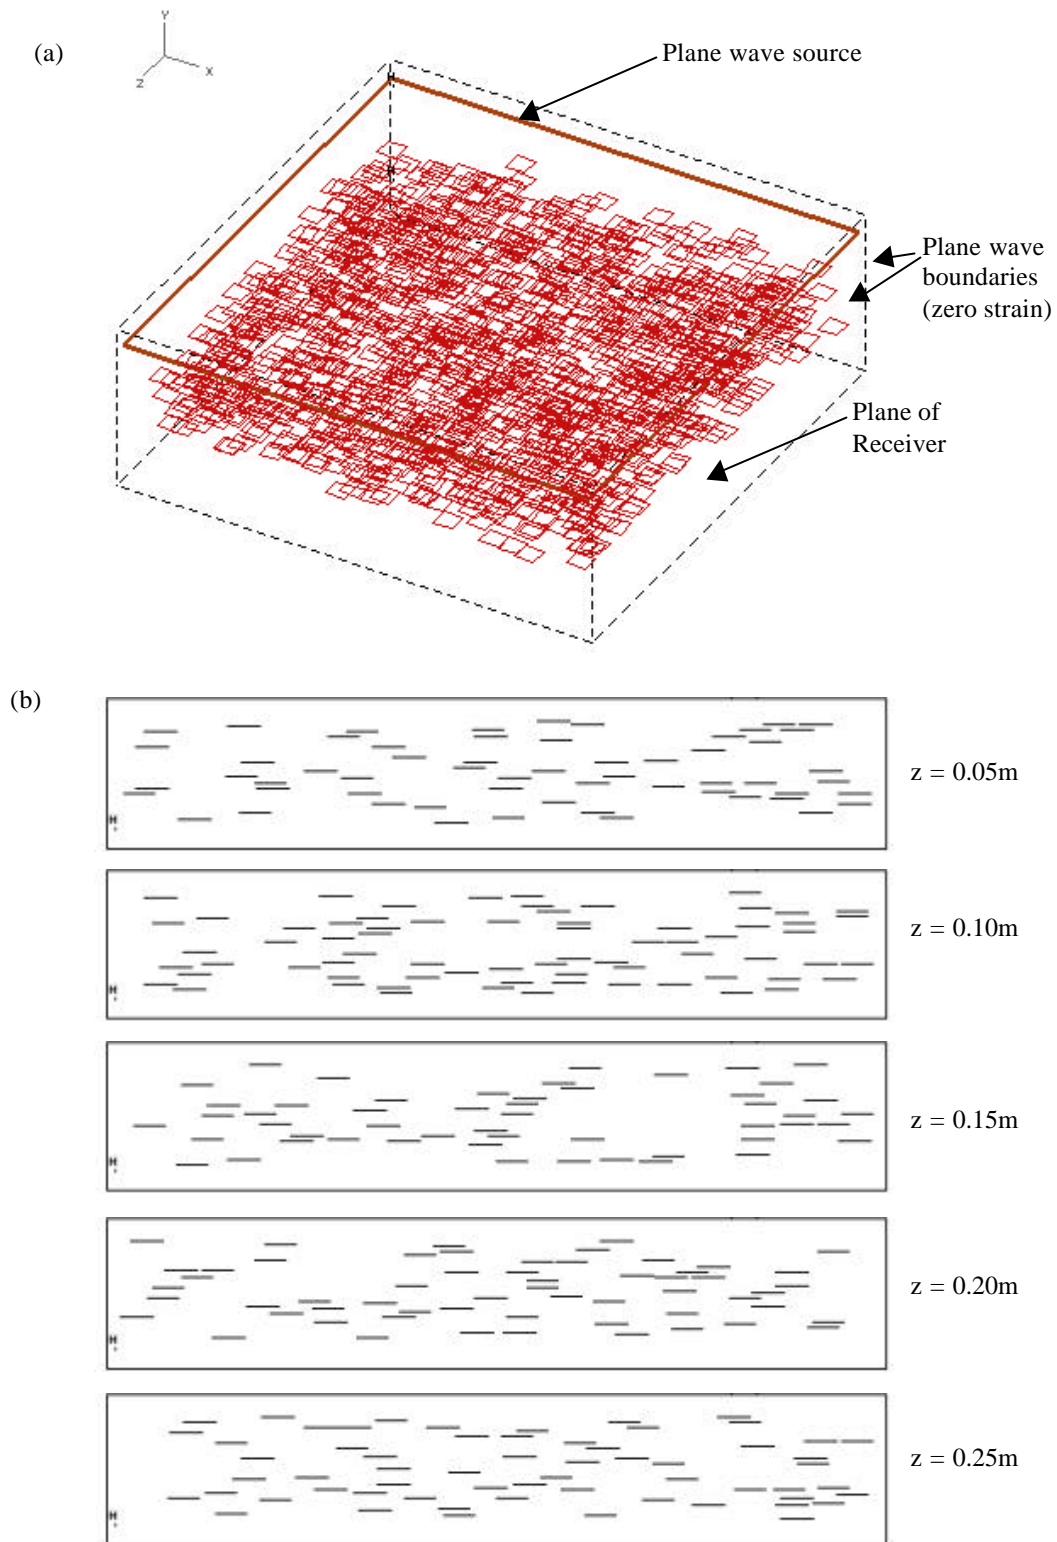 (a)
Y
X
Z
Plane wave source
H
H
Plane wave
boundaries
(zero strain)
Plane of
Receiver
(b)
z = 0.05m
H
z = 0.10m
H
z = 0.15m
H
z = 0.20m
H
z = 0.25m
H